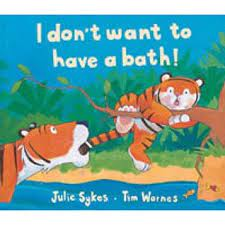 I don't want to
have a bath!
Julie Sykes • Tim Warnes